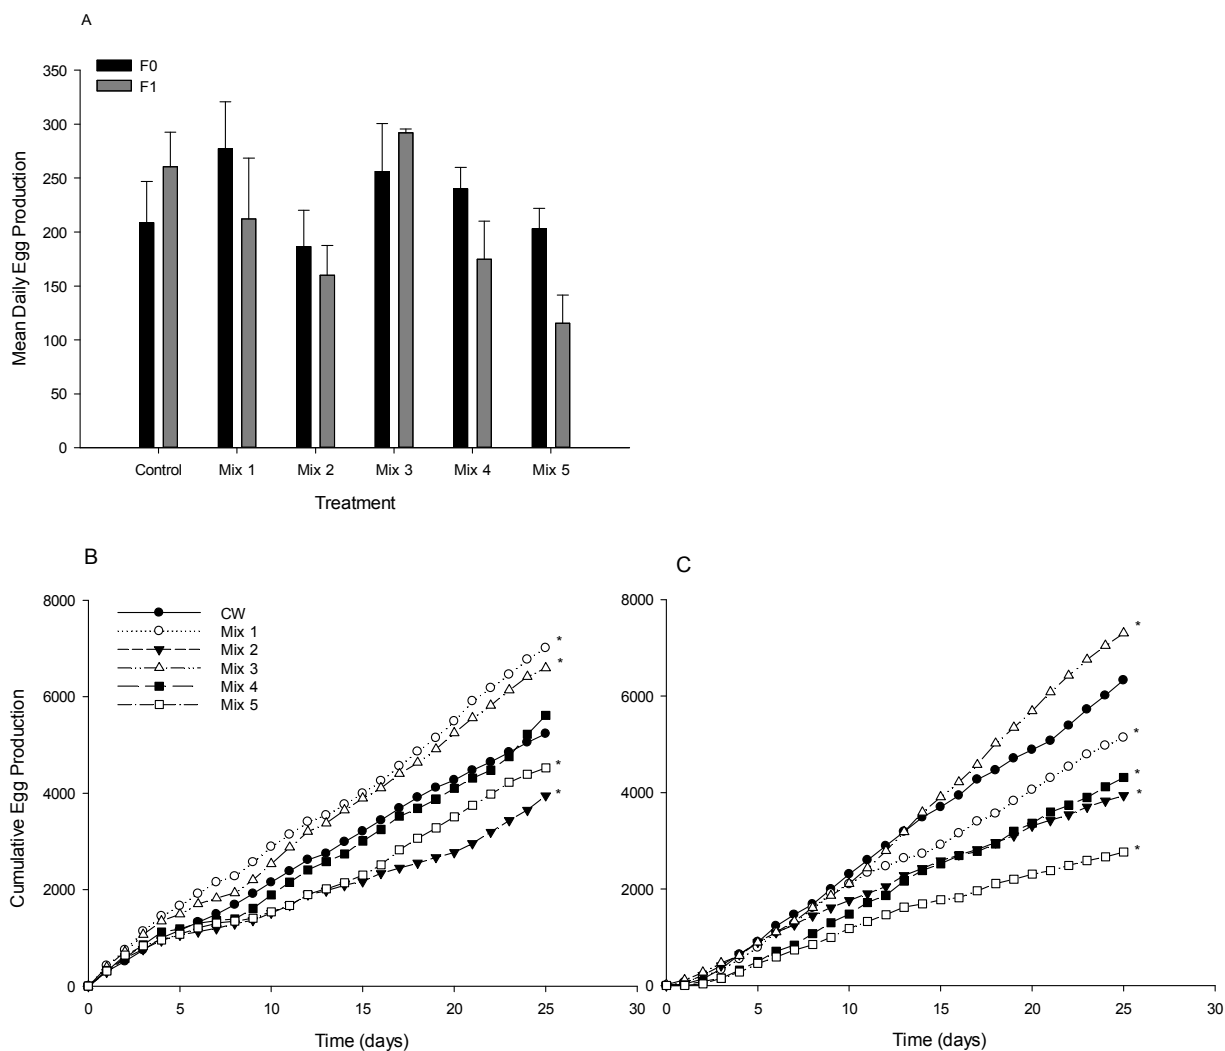 A
F0
F1
350
300
250
200
150
100
50
0
Mean Daily Egg Production
Control Mix 1 Mix 2 Mix 3 Mix 4 Mix 5
Treatment
B
8000
6000
4000
2000
0
Cumulative Egg Production
CW
Mix 1
Mix 2
Mix 3
Mix 4
Mix 5
*
*
*
*
0 5 10 15 20 25 30
Time (days)
C
8000
6000
4000
2000
0
*
*
*
*
*
0 5 10 15 20 25 30
Time (days)